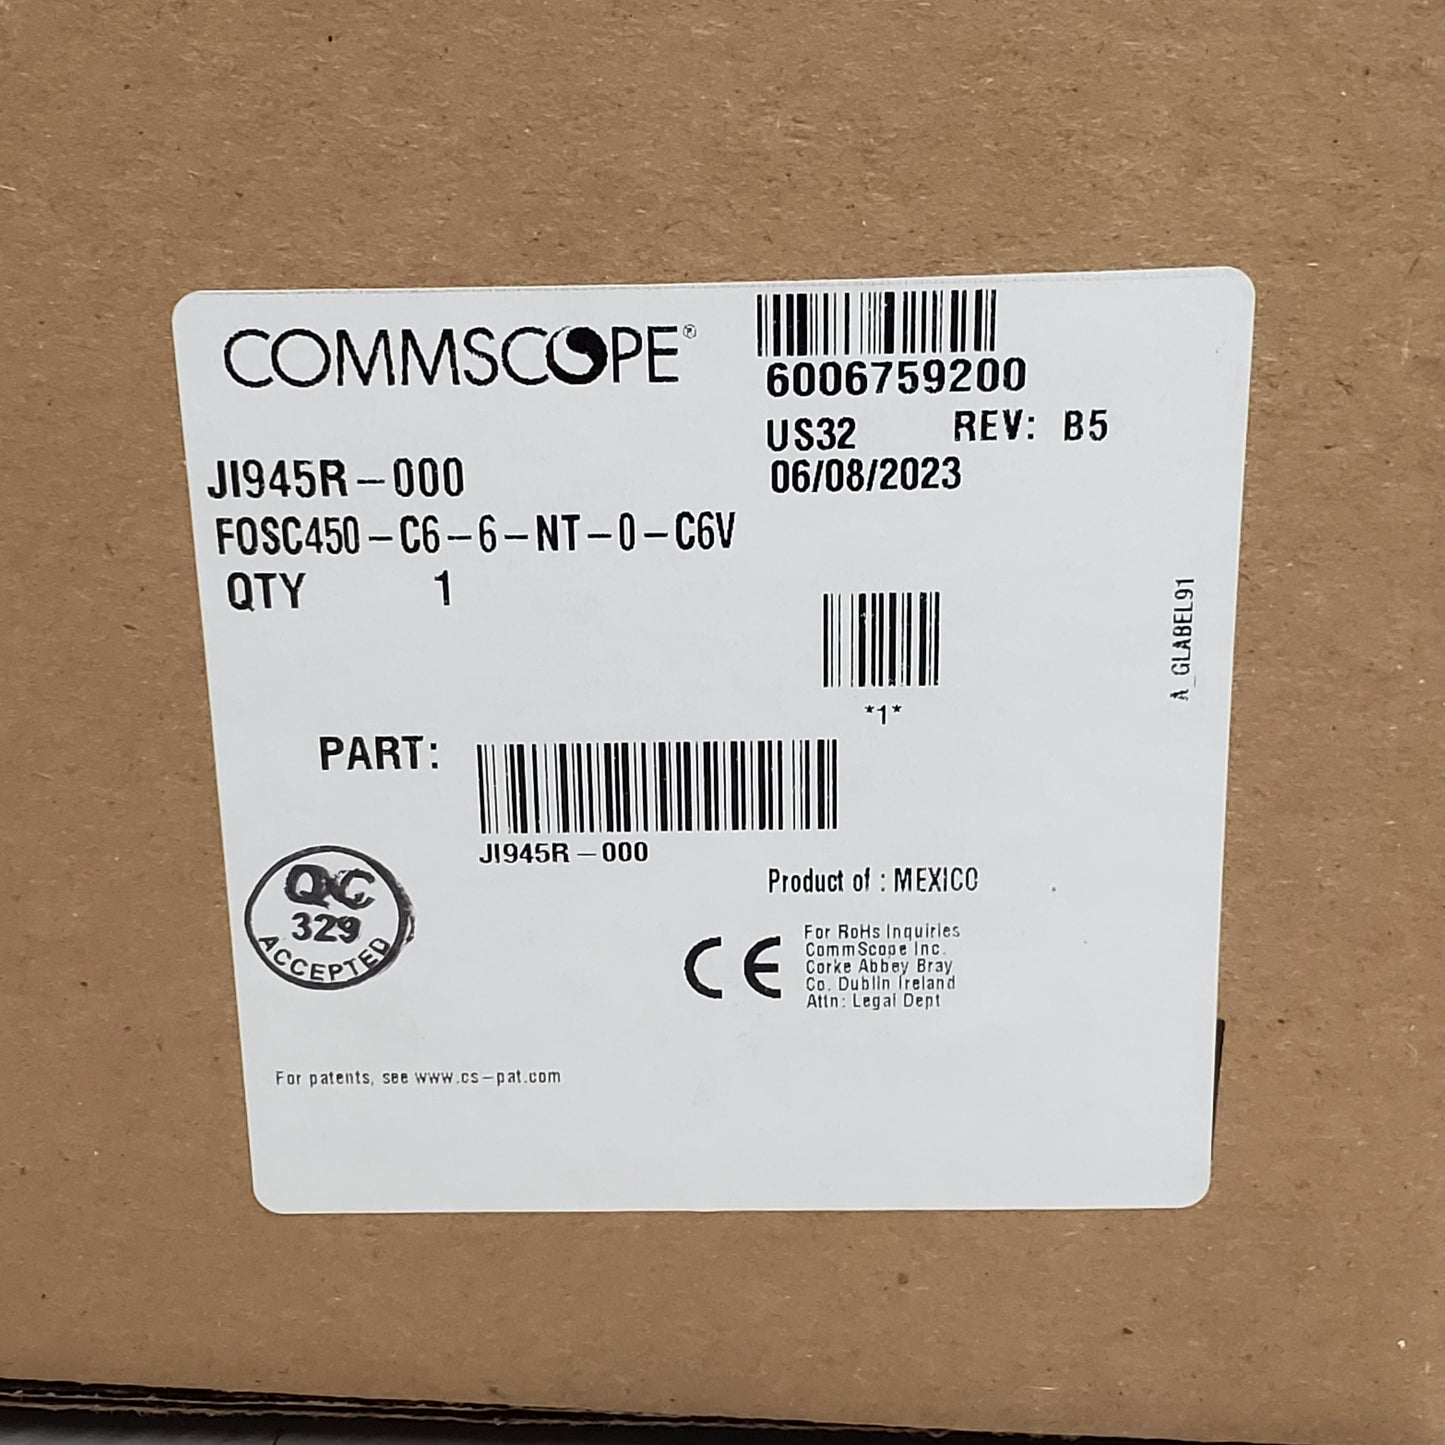 COMMSCOPE®
6006759200
US32 REV: B5
06/08/2023
JI945R-000
FOSC450-C6-6-NT-0-C6V
QTY 1
*1*
A_GLABEL91
PART:
JI945R-000
Product of : MEXICO
QC
329
ACCEPTED
CE
For RoHs Inquiries
CommScope Inc.
Corke Abbey Bray
Co. Dublin Ireland
Attn: Legal Dept
For patents, see www.cs-pat.com